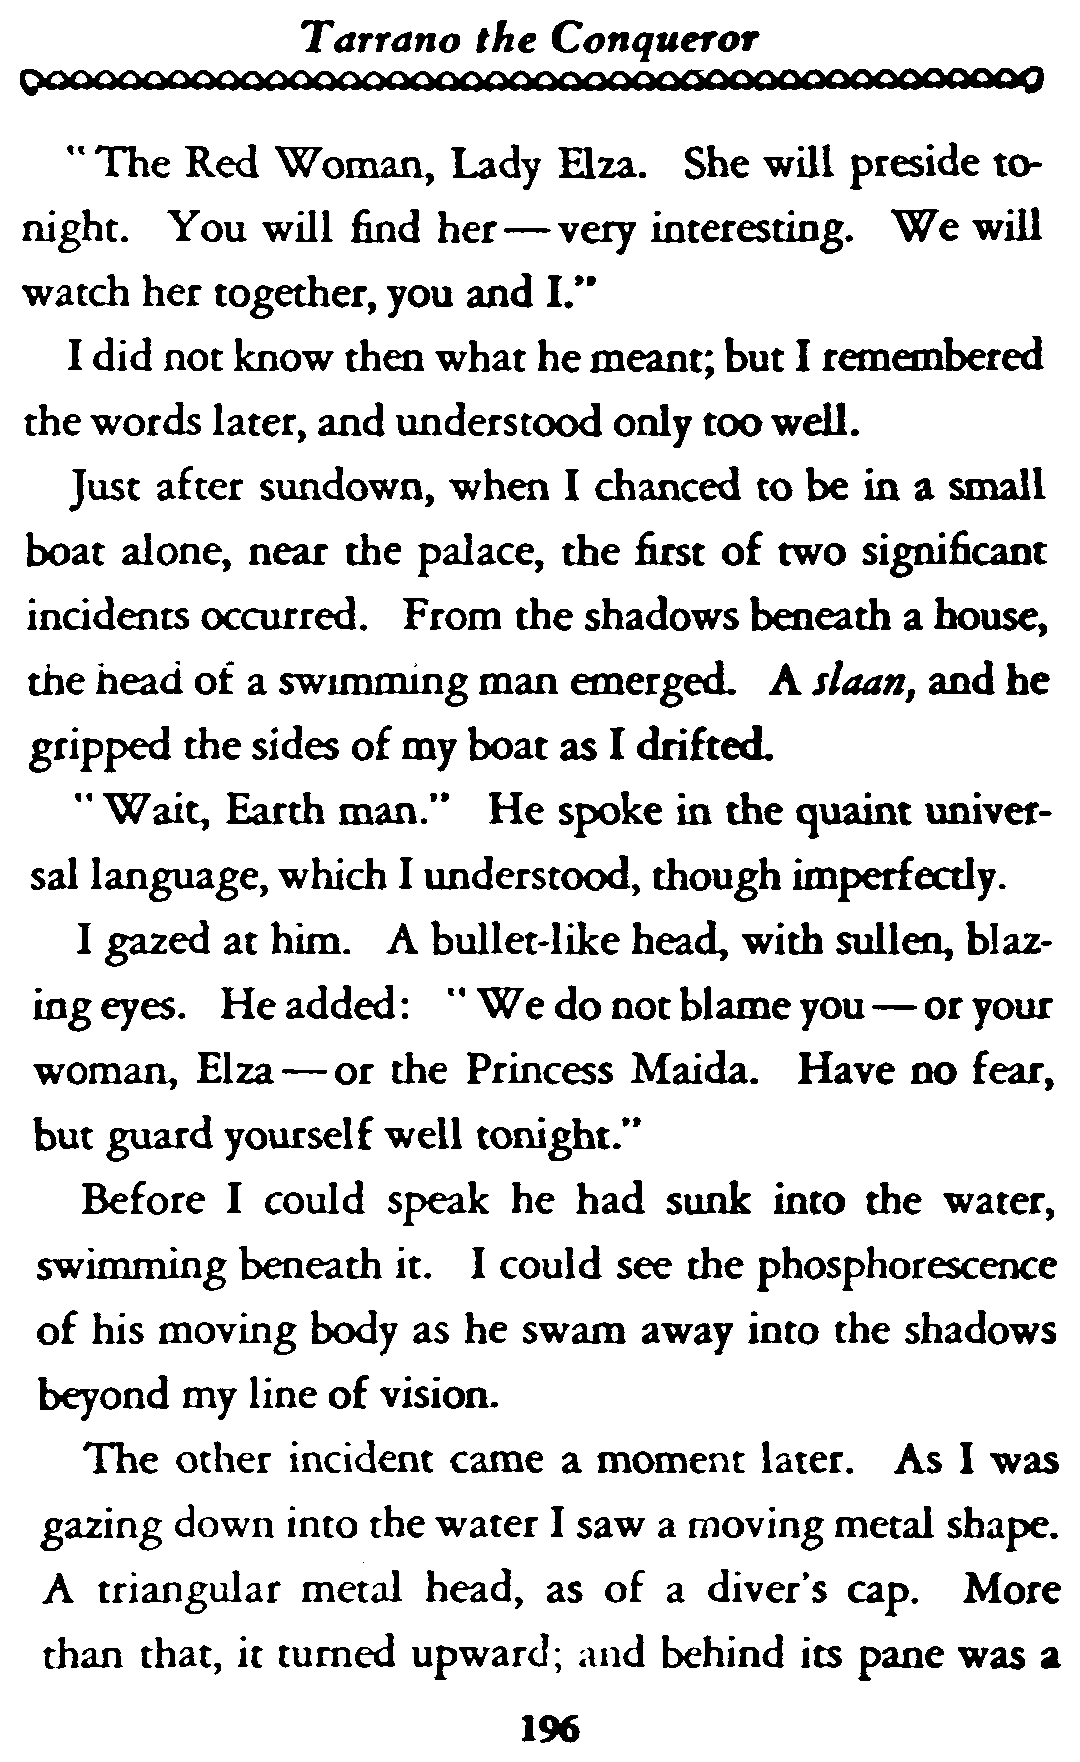 Tarrano the Conqueror
"The Red Woman, Lady Elza. She will preside to-
night. You will find her—very interesting. We will
watch her together, you and I."
I did not know then what he meant; but I remembered
the words later, and understood only too well.
Just after sundown, when I chanced to be in a small
boat alone, near the palace, the first of two significant
incidents occurred. From the shadows beneath a house,
the head of a swimming man emerged. A slaan, and he
gripped the sides of my boat as I drifted.
"Wait, Earth man." He spoke in the quaint univer-
sal language, which I understood, though imperfectly.
I gazed at him. A bullet-like head, with sullen, blaz-
ing eyes. He added: "We do not blame you—or your
woman, Elza—or the Princess Maida. Have no fear,
but guard yourself well tonight."
Before I could speak he had sunk into the water,
swimming beneath it. I could see the phosphorescence
of his moving body as he swam away into the shadows
beyond my line of vision.
The other incident came a moment later. As I was
gazing down into the water I saw a moving metal shape.
A triangular metal head, as of a diver's cap. More
than that, it turned upward; and behind its pane was a
196